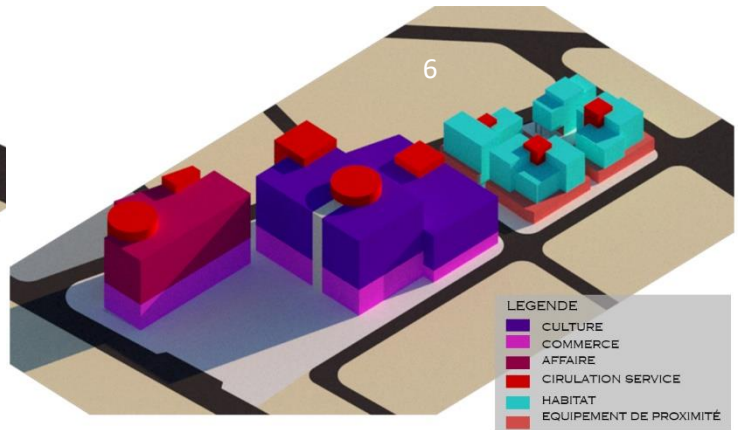 6
LEGENDE
CULTURE
COMMERCE
AFFAIRE
CIRULATION SERVICE
HABITAT
EQUIPEMENT DE PROXIMITÉ